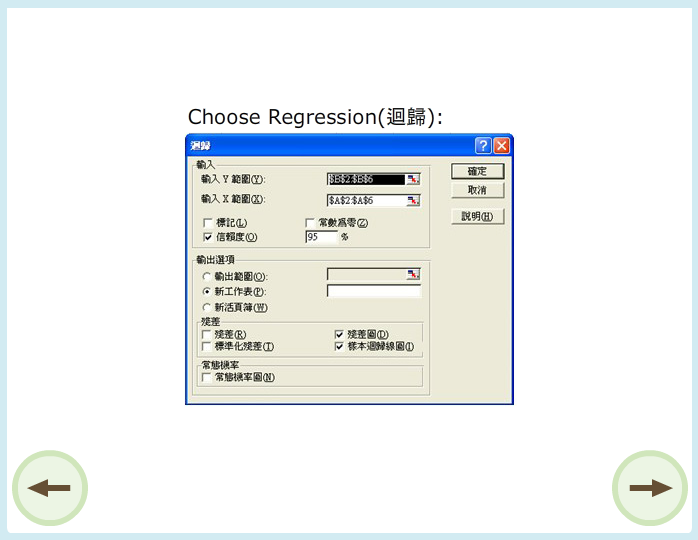 Choose Regression(迴歸):
迴歸
輸入
輸入 Y 範圍(Y):
$B$2:$B$6
輸入 X 範圍(X):
$A$2:$A$6
標記(L)
常數為零(Z)
信賴度(O)
95 %
輸出選項
輸出範圍(O):
新工作表(P):
新活頁簿(W)
殘差
殘差(R)
殘差圖(D)
標準化殘差(T)
樣本迴歸線圖(I)
常態機率
常態機率圖(N)
確定
取消
說明(H)